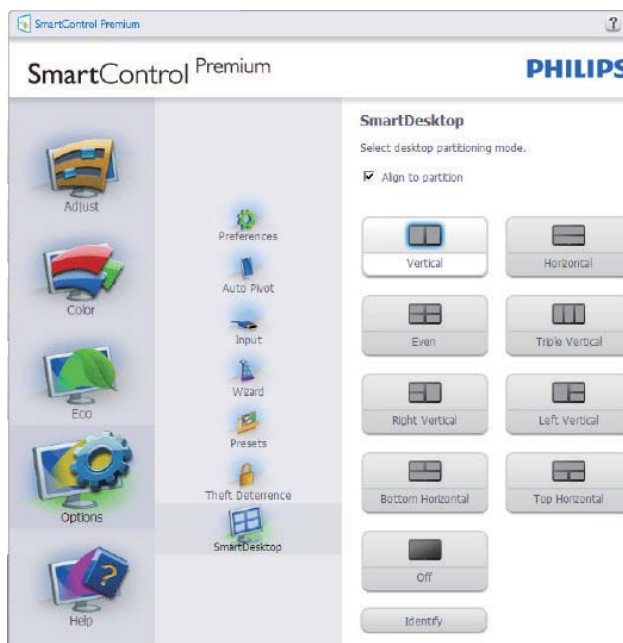 SmartControl Premium
?
SmartControl Premium
PHILIPS
Adjust
Color
Eco
Options
Help
Preferences
Auto Pivot
Input
Wizard
Presets
Theft Deterrence
SmartDesktop
SmartDesktop
Select desktop partitioning mode.
Align to partition
Vertical
Horizontal
Even
Triple Vertical
Right Vertical
Left Vertical
Bottom Horizontal
Top Horizontal
Off
Identify